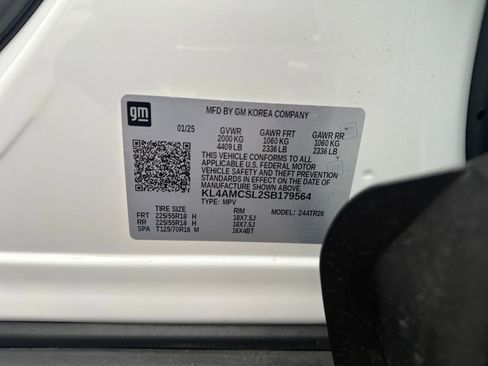 gm
MFD BY GM KOREA COMPANY
01/25 GVWR GAWR FRT GAWR RR
2000 KG 1060 KG 1060 KG
4409 LB 2336 LB 2336 LB
THIS VEHICLE CONFORMS TO ALL
APPLICABLE U.S. FEDERAL MOTOR
VEHICLE SAFETY AND THEFT PREVENTION
STANDARDS IN EFFECT ON THE DATE OF
MANUFACTURE SHOWN ABOVE.
KL4AMCSL2SB179564
TYPE: MPV
TIRE SIZE RIM MODEL: 244TR26
FRT 225/55R18 H 18X7.5J
RR 225/55R18 H 18X7.5J
SPA T125/70R16 M 16X4BT